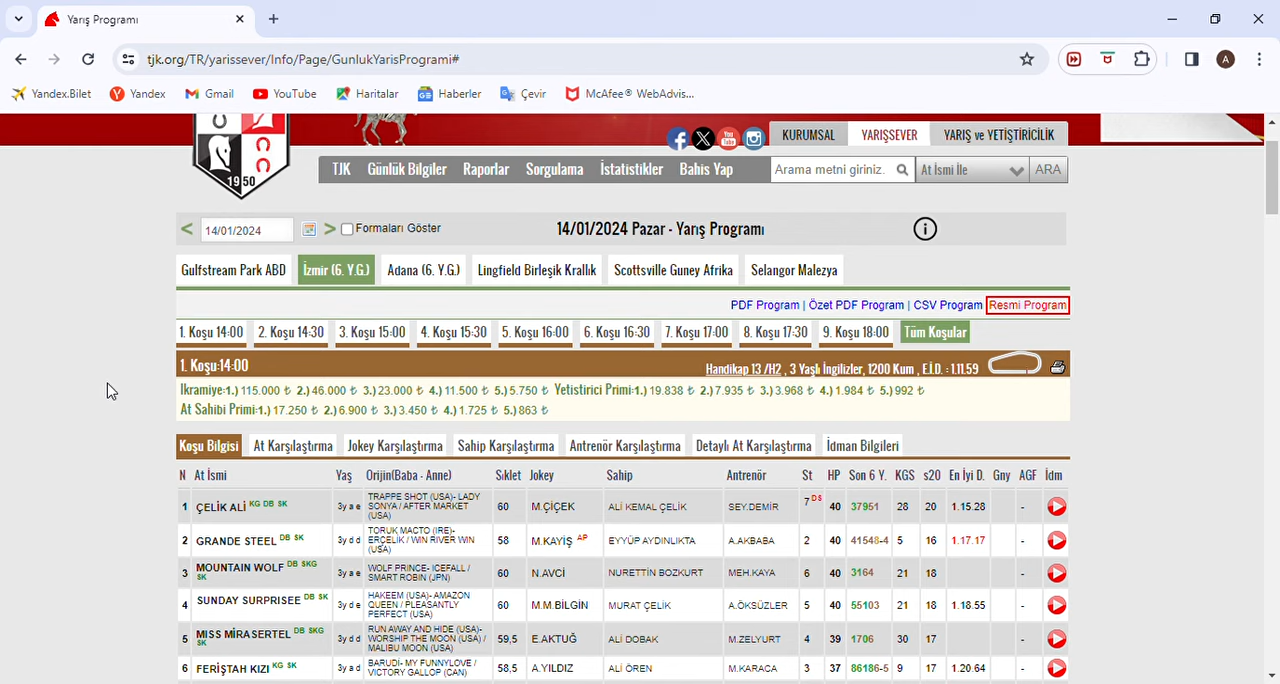 Yarış Programı
tjk.org/TR/yarissever/Info/Page/GunlukYarisProgrami#
A
Yandex.Bilet Yandex Gmail YouTube Haritalar Haberler Çevir McAfee® WebAdvis...
KURUMSAL YARIŞSEVER YARIŞ ve YETİŞTİRİCİLİK
CC
1950
TJK Günlük Bilgiler Raporlar Sorgulama İstatistikler Bahis Yap Arama metni giriniz. At İsmi İle ARA
< 14/01/2024 > Formaları Göster 14/01/2024 Pazar - Yarış Programı
Gulfstream Park ABD İzmir (6. Y.G.) Adana (6. Y.G.) Lingfield Birleşik Krallık Scottsville Guney Afrika Selangor Malezya
PDF Program | Özet PDF Program | CSV Program Resmi Program
1. Koşu 14:00 2. Koşu 14:30 3. Koşu 15:00 4. Koşu 15:30 5. Koşu 16:00 6. Koşu 16:30 7. Koşu 17:00 8. Koşu 17:30 9. Koşu 18:00 Tüm Koşular
1. Koşu:14:00 Handikap 13 /H2 , 3 Yaşlı İngilizler, 1200 Kum , E.İ.D. : 1.11.59
İkramiye:1.) 115.000 ₺ 2.) 46.000 ₺ 3.) 23.000 ₺ 4.) 11.500 ₺ 5.) 5.750 ₺ Yetiştirici Primi:1.) 19.838 ₺ 2.) 7.935 ₺ 3.) 3.968 ₺ 4.) 1.984 ₺ 5.) 992 ₺
At Sahibi Primi:1.) 17.250 ₺ 2.) 6.900 ₺ 3.) 3.450 ₺ 4.) 1.725 ₺ 5.) 863 ₺
Koşu Bilgisi At Karşılaştırma Jokey Karşılaştırma Sahip Karşılaştırma Antrenör Karşılaştırma Detaylı At Karşılaştırma İdman Bilgileri
N At İsmi Yaş Orijin(Baba - Anne) Sıklet Jokey Sahip Antrenör St HP Son 6 Y. KGS s20 En İyi D. Gny AGF İdm
1 ÇELİK ALİ KG DB SK 3y a e TRAPPE SHOT (USA)- LADY SONYA / AFTER MARKET (USA) 60 M.ÇİÇEK ALİ KEMAL ÇELİK SEY.DEMİR 7 DS 40 37951 28 20 1.15.28 -
2 GRANDE STEEL DB SK 3y d d TORUK MACTO (IRE)- ERÇELİK / WIN RIVER WIN (USA) 58 M.KAYİŞ AP EYYÜP AYDINLIKTA A.AKBABA 2 40 41548-4 5 16 1.17.17 -
3 MOUNTAIN WOLF DB SKG SK 3y a e WOLF PRINCE- ICEFALL / SMART ROBIN (JPN) 60 N.AVCİ NURETTİN BOZKURT MEH.KAYA 6 40 3164 21 18 -
4 SUNDAY SURPRISEE DB SK 3y d e HAKEEM (USA)- AMAZON QUEEN / PLEASANTLY PERFECT (USA) 60 M.M.BİLGİN MURAT ÇELİK A.ÖKSÜZLER 5 40 55103 21 18 1.18.55 -
5 MISS MİRASERTEL DB SKG SK 3y d d RUN AWAY AND HIDE (USA)- WORSHIP THE MOON (USA) / MALIBU MOON (USA) 59,5 E.AKTUĞ ALİ DOBAK M.ZELYURT 4 39 1706 30 17 -
6 FERİŞTAH KIZI KG SK 3y a d BARUDİ- MY FUNNYLOVE / VICTORY GALLOP (CAN) 58,5 A.YILDIZ ALİ ÖREN M.KARACA 3 37 86186-5 9 17 1.20.64 -